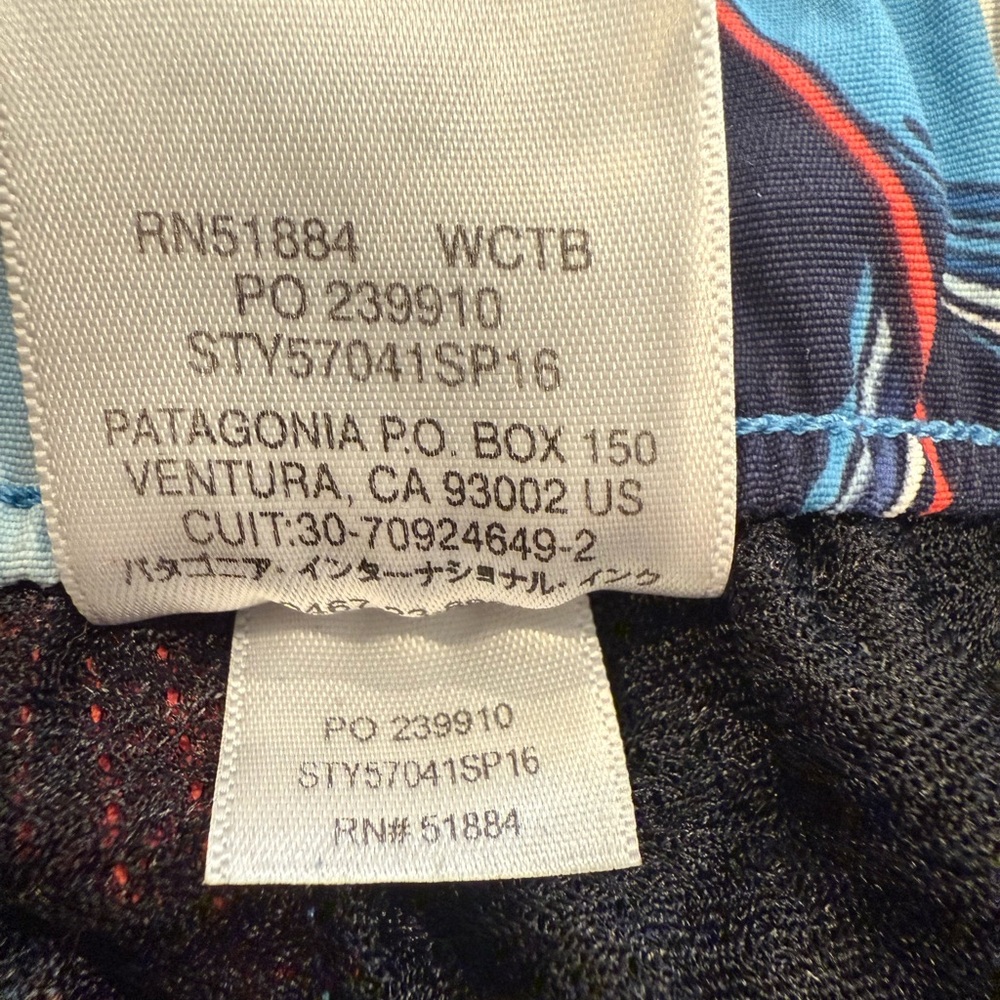 RN51884 WCTB
PO 239910
STY57041SP16
PATAGONIA P.O. BOX 150
VENTURA, CA 93002 US
CUIT:30-70924649-2
パタゴニア・インターナショナル・インク
PO 239910
STY57041SP16
RN# 51884